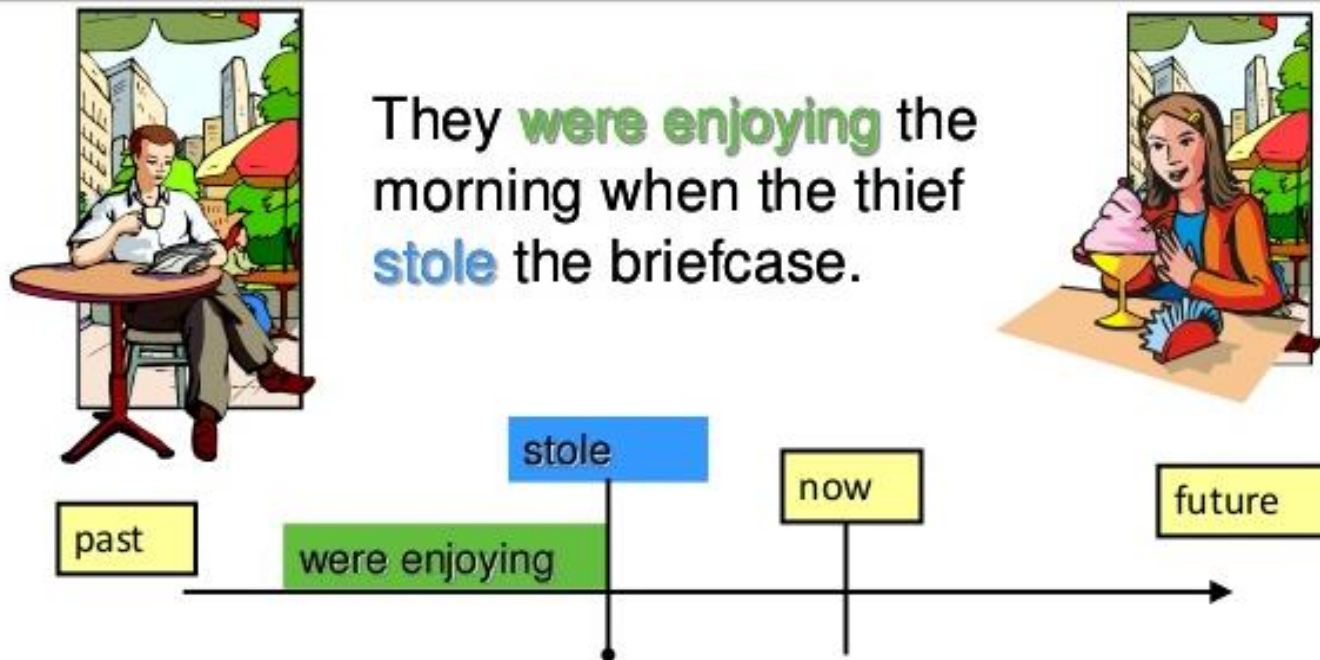 They were enjoying the
morning when the thief
stole the briefcase.
stole
now
future
past
were enjoying